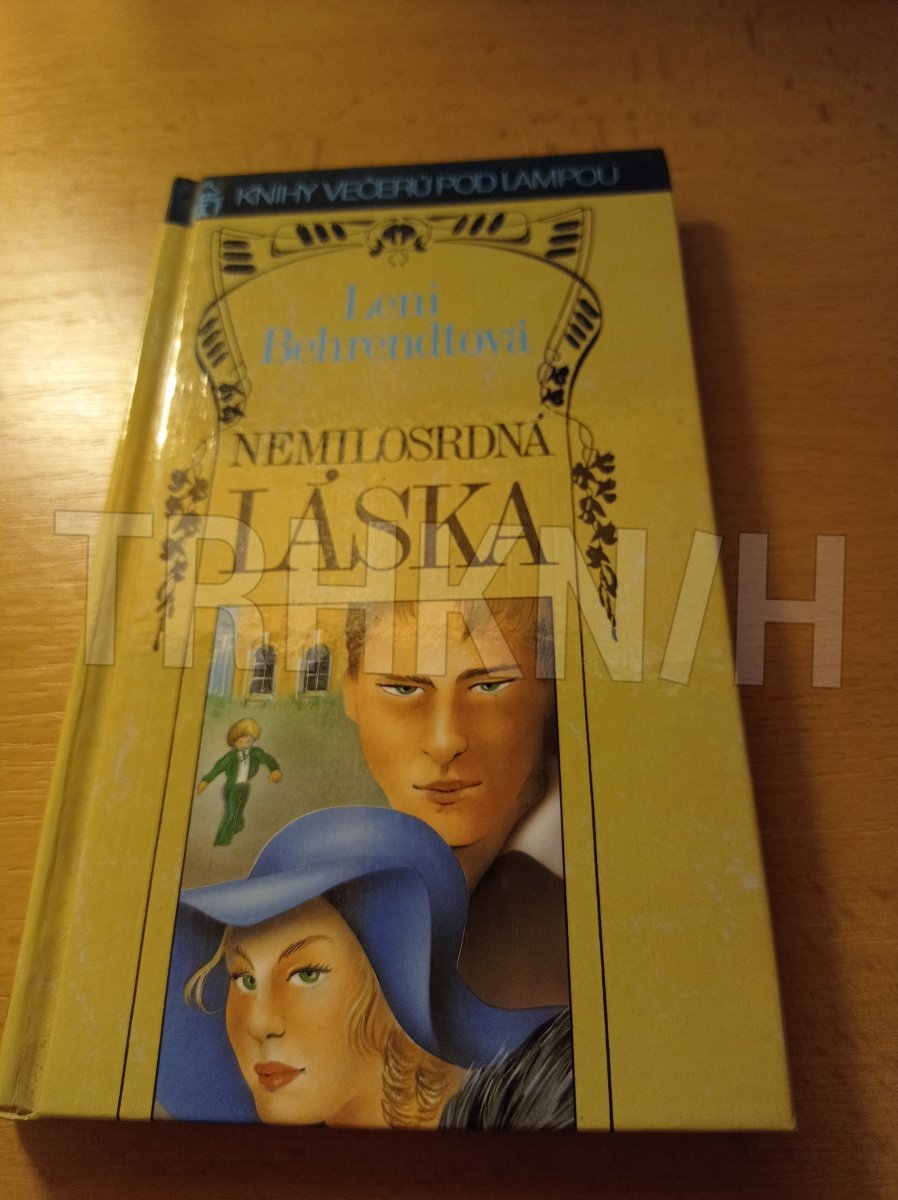 KNIHY VEČERŮ POD LAMPOU
Leni
Behrendtová
NEMILOSRDNÁ
LÁSKA
TRHKNIH